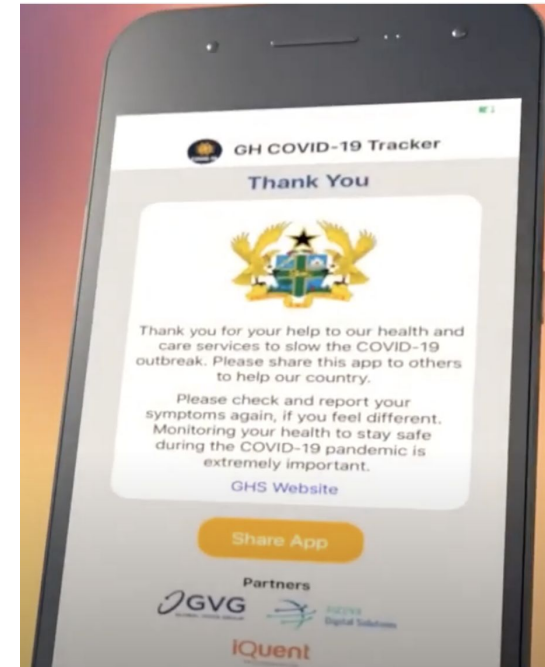 GH COVID-19 Tracker
Thank You
Thank you for your help to our health and
care services to slow the COVID-19
outbreak. Please share this app to others
to help our country.
Please check and report your
symptoms again, if you feel different.
Monitoring your health to stay safe
during the COVID-19 pandemic is
extremely important.
GHS Website
Share App
Partners
GVG
Digital Solutions
iQuent